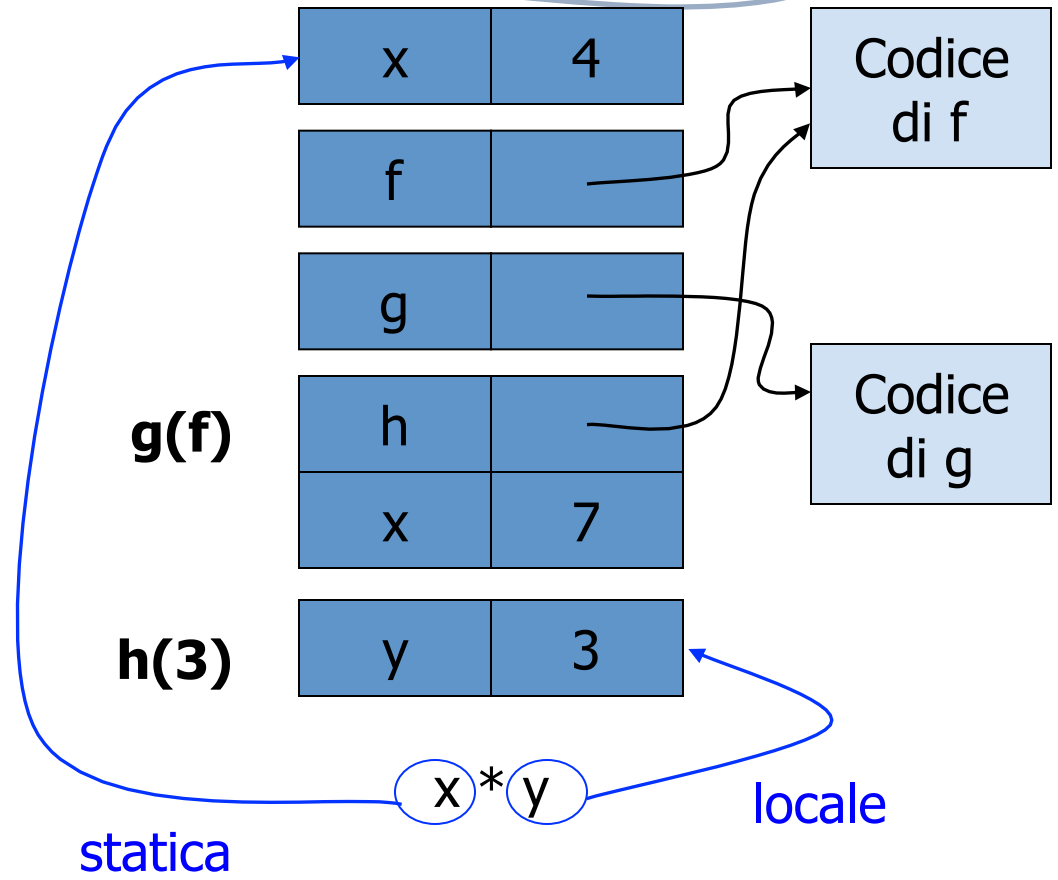 x 4
Codice
di f
f
g
Codice
di g
g(f)
h
x 7
h(3)
y 3
x * y
locale
statica